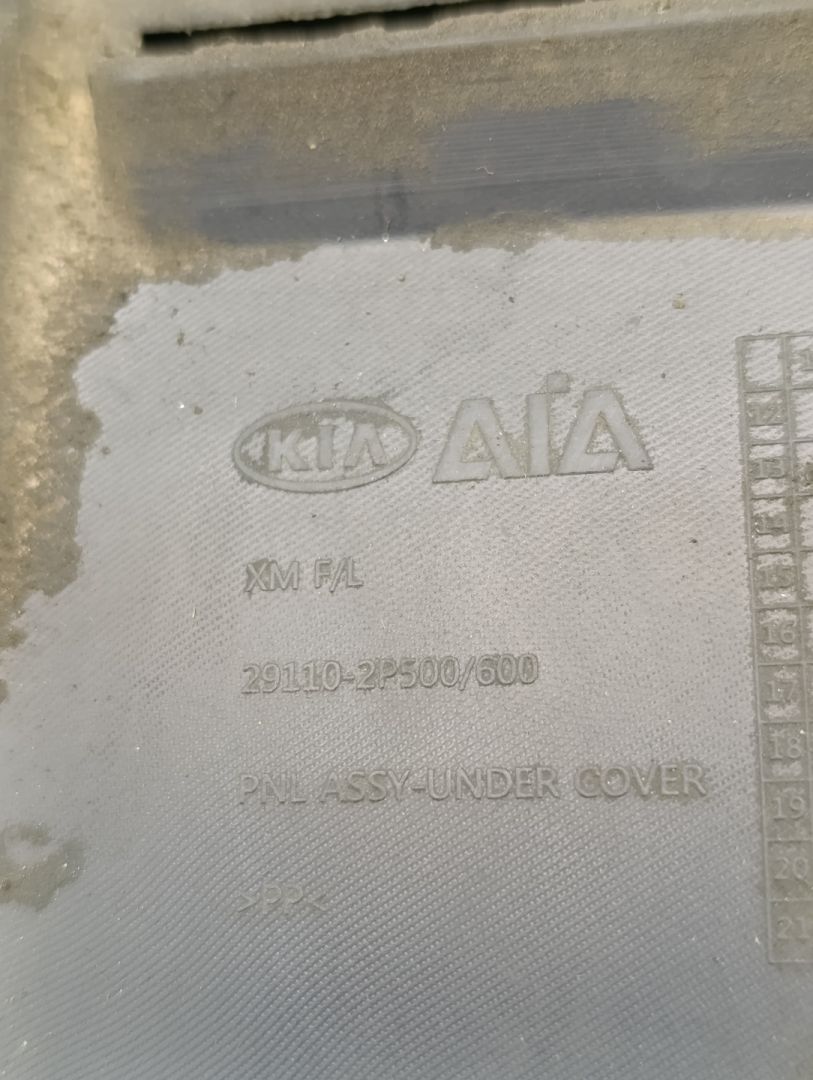 KIA AIA
XM F/L
29110-2P500/600
PNL ASSY-UNDER COVER
>PP<
12
13
14
15
16
17
18
19
20
21